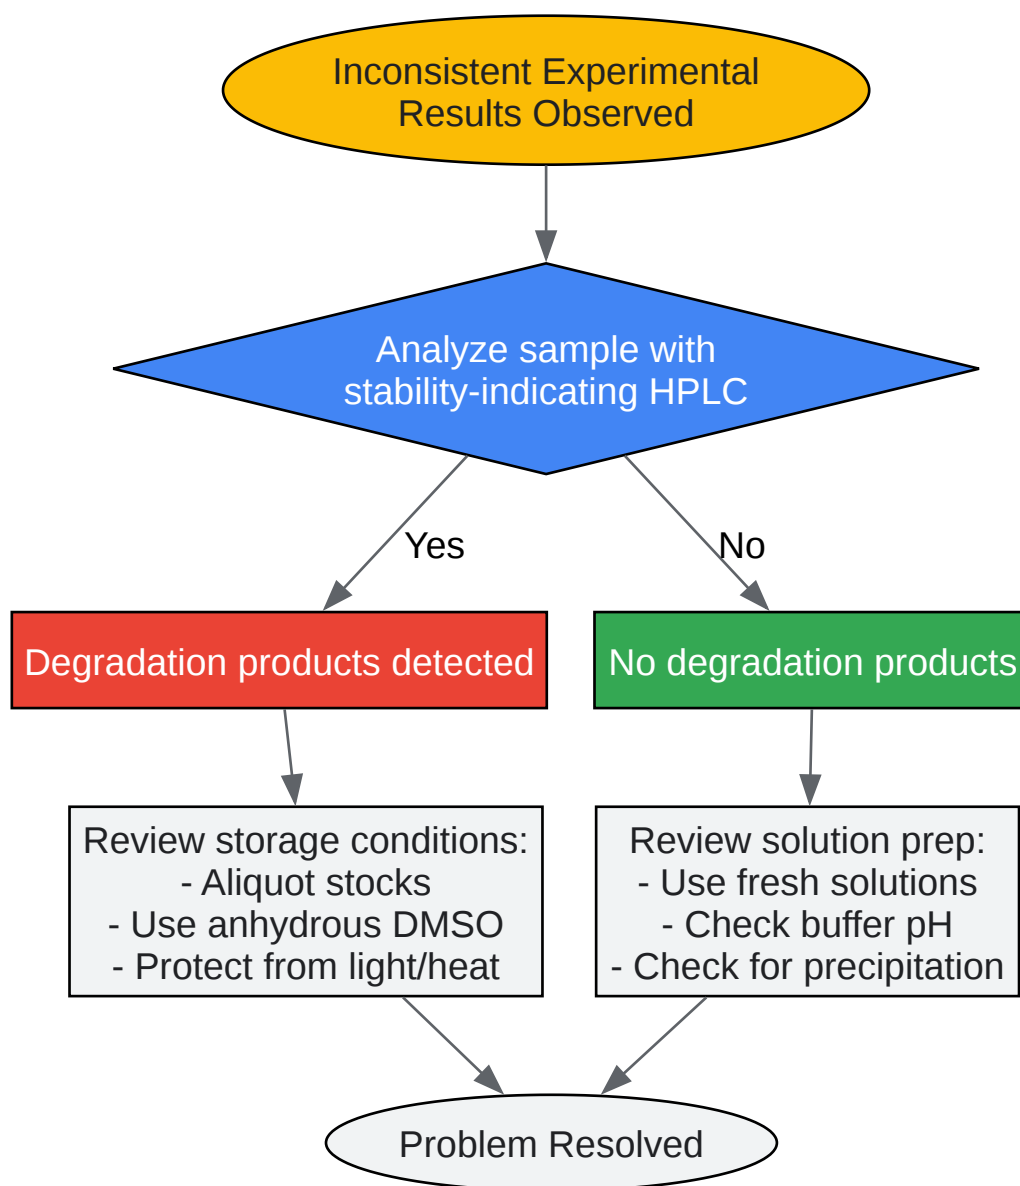 Inconsistent Experimental
Results Observed
Analyze sample with
stability-indicating HPLC
Yes
No
Degradation products detected
No degradation products
Review storage conditions:
- Aliquot stocks
- Use anhydrous DMSO
- Protect from light/heat
Review solution prep:
- Use fresh solutions
- Check buffer pH
- Check for precipitation
Problem Resolved